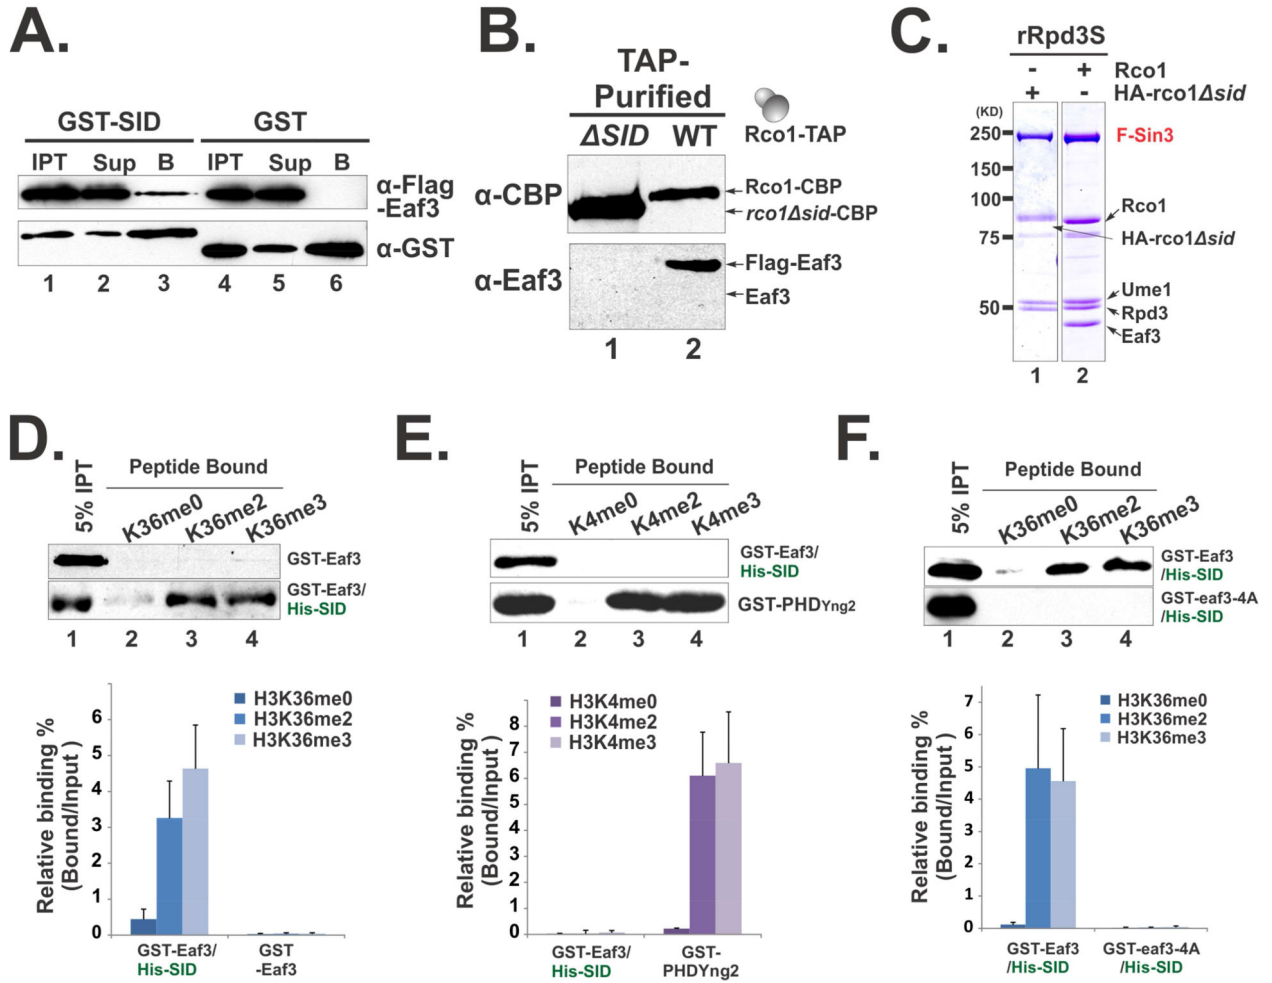 A.
GST-SID GST
IPT Sup B IPT Sup B
α-Flag
-Eaf3
α-GST
1 2 3 4 5 6
B.
TAP-
Purified
ΔSID WT Rco1-TAP
α-CBP
Rco1-CBP
rco1Δsid-CBP
α-Eaf3
Flag-Eaf3
Eaf3
1 2
C.
rRpd3S
- + Rco1
+ - HA-rco1Δsid
(KD)
250 F-Sin3
150
100
Rco1
75 HA-rco1Δsid
Ume1
50 Rpd3
Eaf3
1 2
D.
5% IPT
Peptide Bound
K36me0 K36me2 K36me3
GST-Eaf3
GST-Eaf3/
His-SID
1 2 3 4
Relative binding %
(Bound/Input )
H3K36me0
H3K36me2
H3K36me3
6
5
4
3
2
1
0
GST-Eaf3/
His-SID
GST
-Eaf3
E.
5% IPT
Peptide Bound
K4me0 K4me2 K4me3
GST-Eaf3/
His-SID
GST-PHDYng2
1 2 3 4
Relative binding %
(Bound/Input)
H3K4me0
H3K4me2
H3K4me3
8
7
6
5
4
3
2
1
0
GST-Eaf3/
His-SID
GST-
PHDYng2
F.
5% IPT
Peptide Bound
K36me0 K36me2 K36me3
GST-Eaf3
/His-SID
GST-eaf3-4A
/His-SID
1 2 3 4
Relative binding %
(Bound/Input)
H3K36me0
H3K36me2
H3K36me3
7
6
5
4
3
2
1
0
GST-Eaf3
/His-SID
GST-eaf3-4A
/His-SID